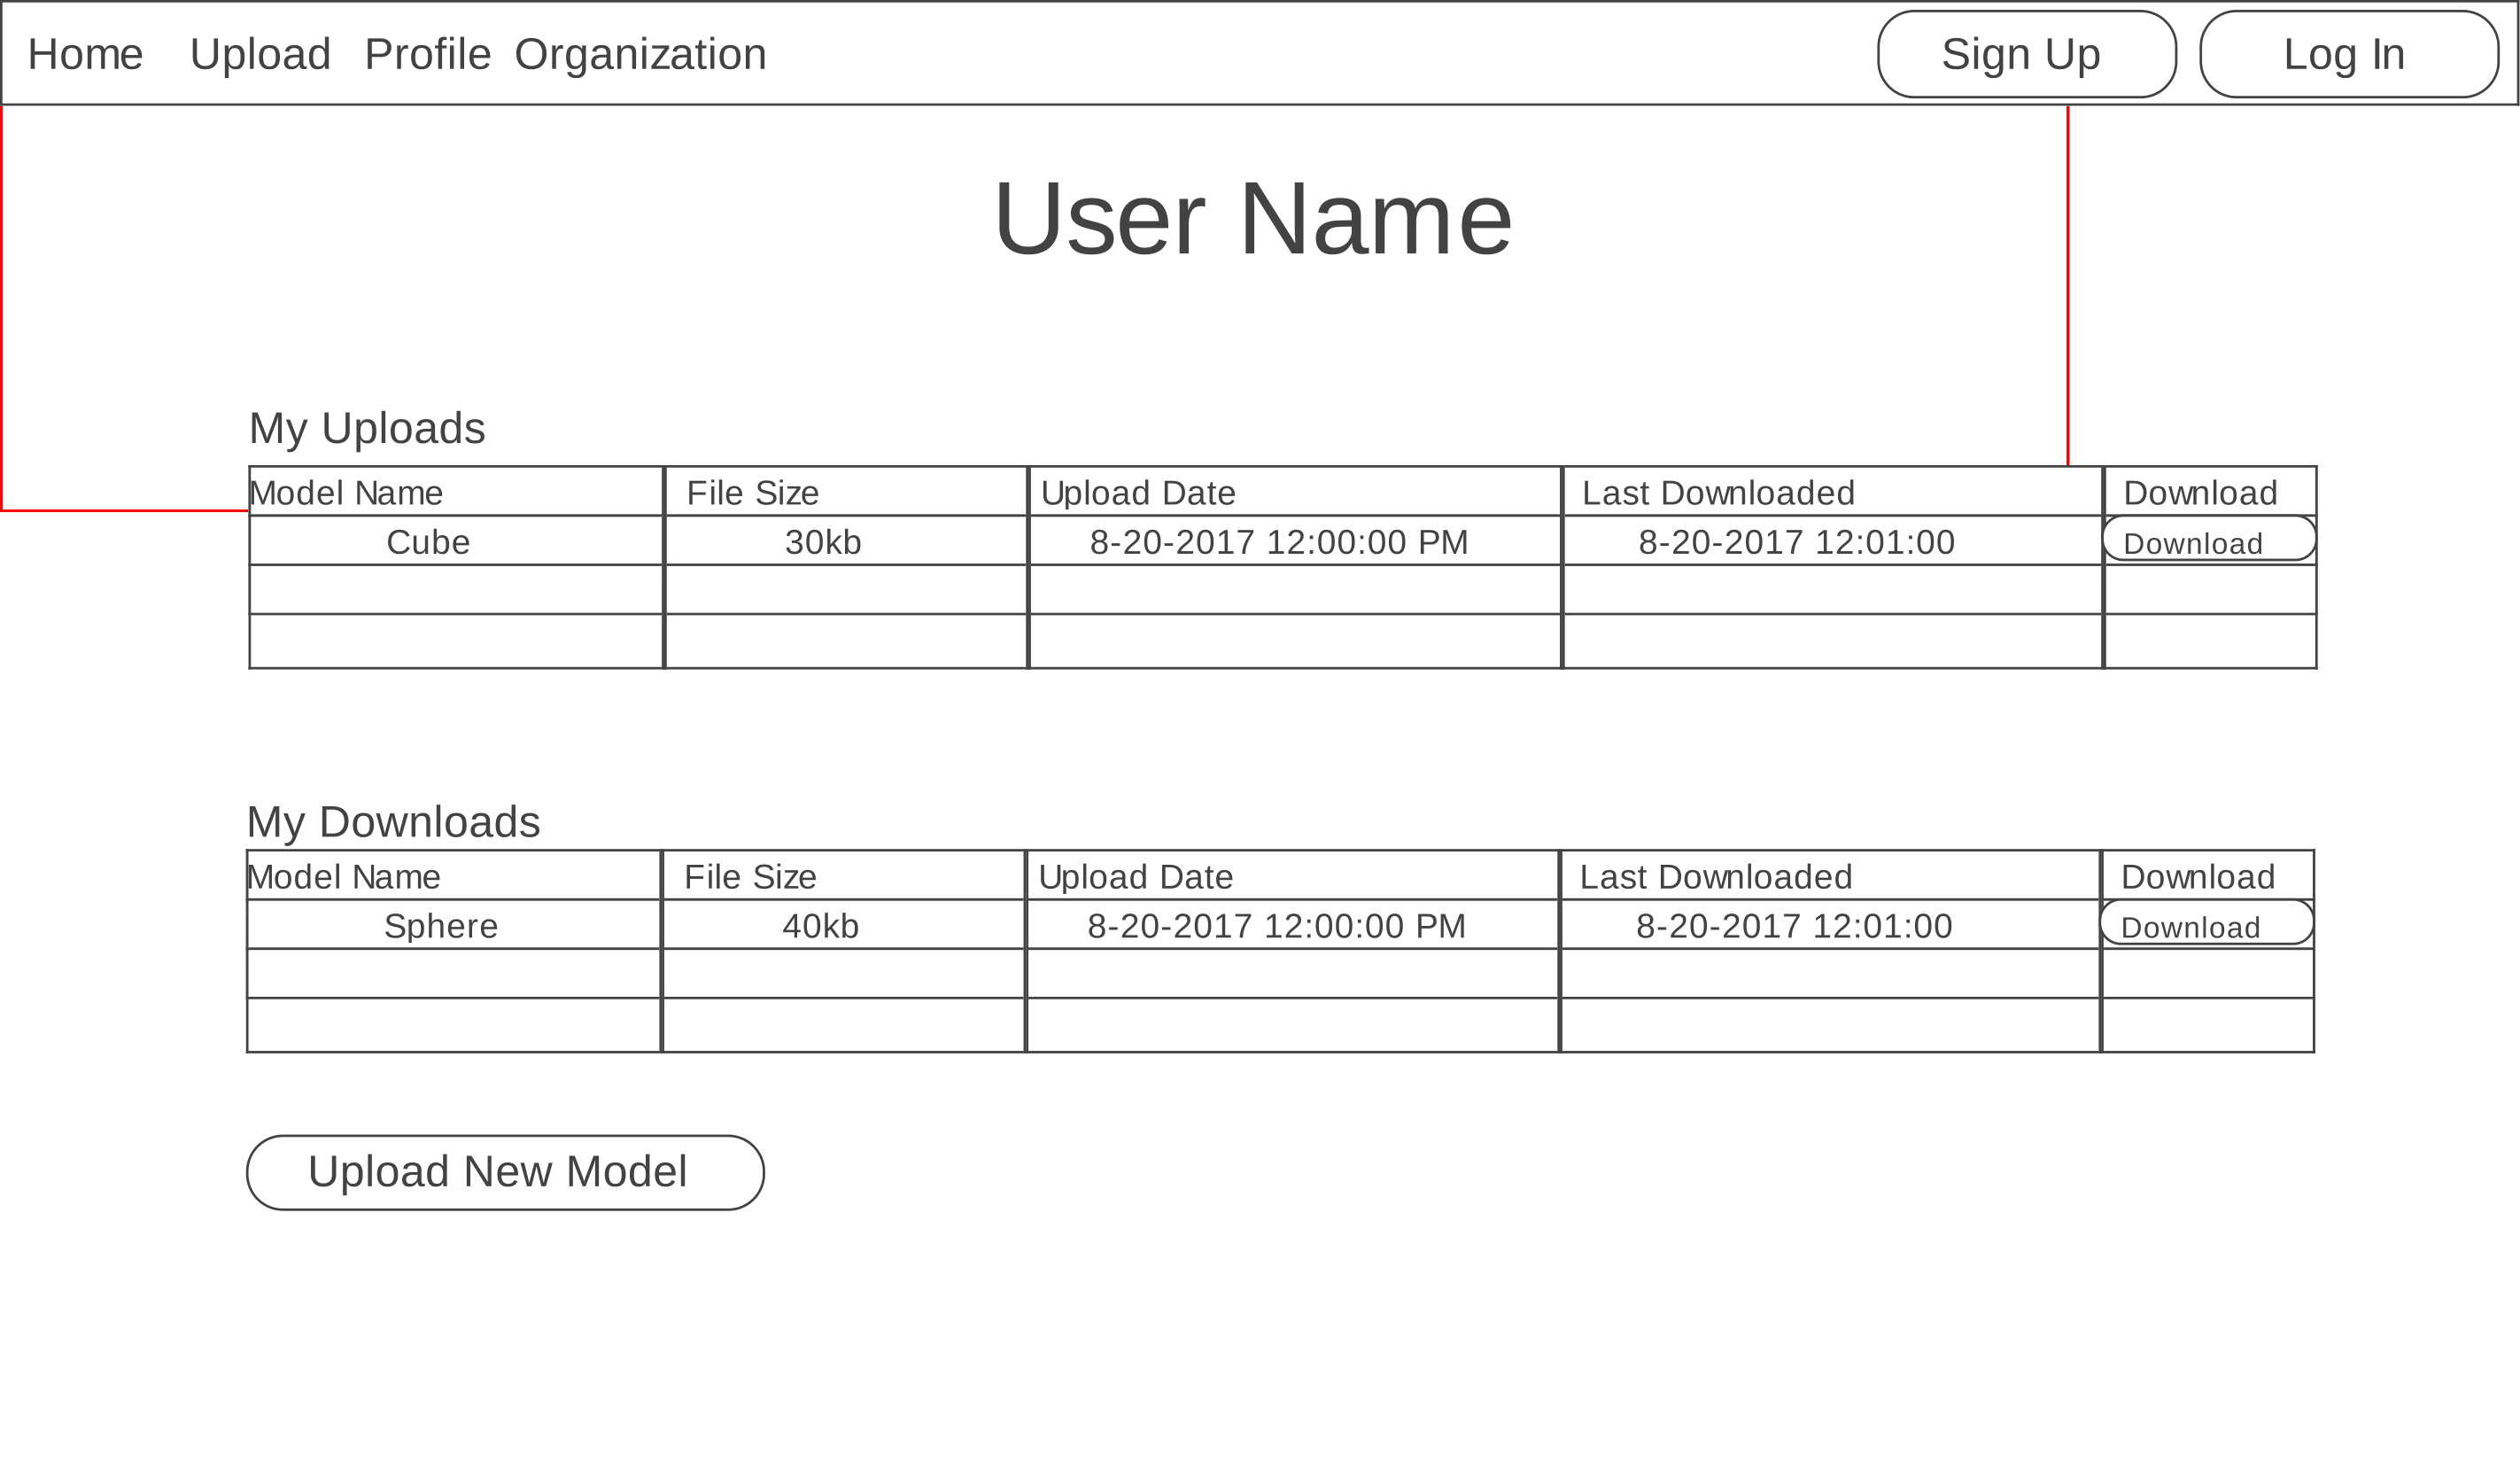 Home Upload Profile Organization Sign Up Log In
User Name
My Uploads
Model Name File Size Upload Date Last Downloaded Download
Cube 30kb 8-20-2017 12:00:00 PM 8-20-2017 12:01:00 Download
My Downloads
Model Name File Size Upload Date Last Downloaded Download
Sphere 40kb 8-20-2017 12:00:00 PM 8-20-2017 12:01:00 Download
Upload New Model